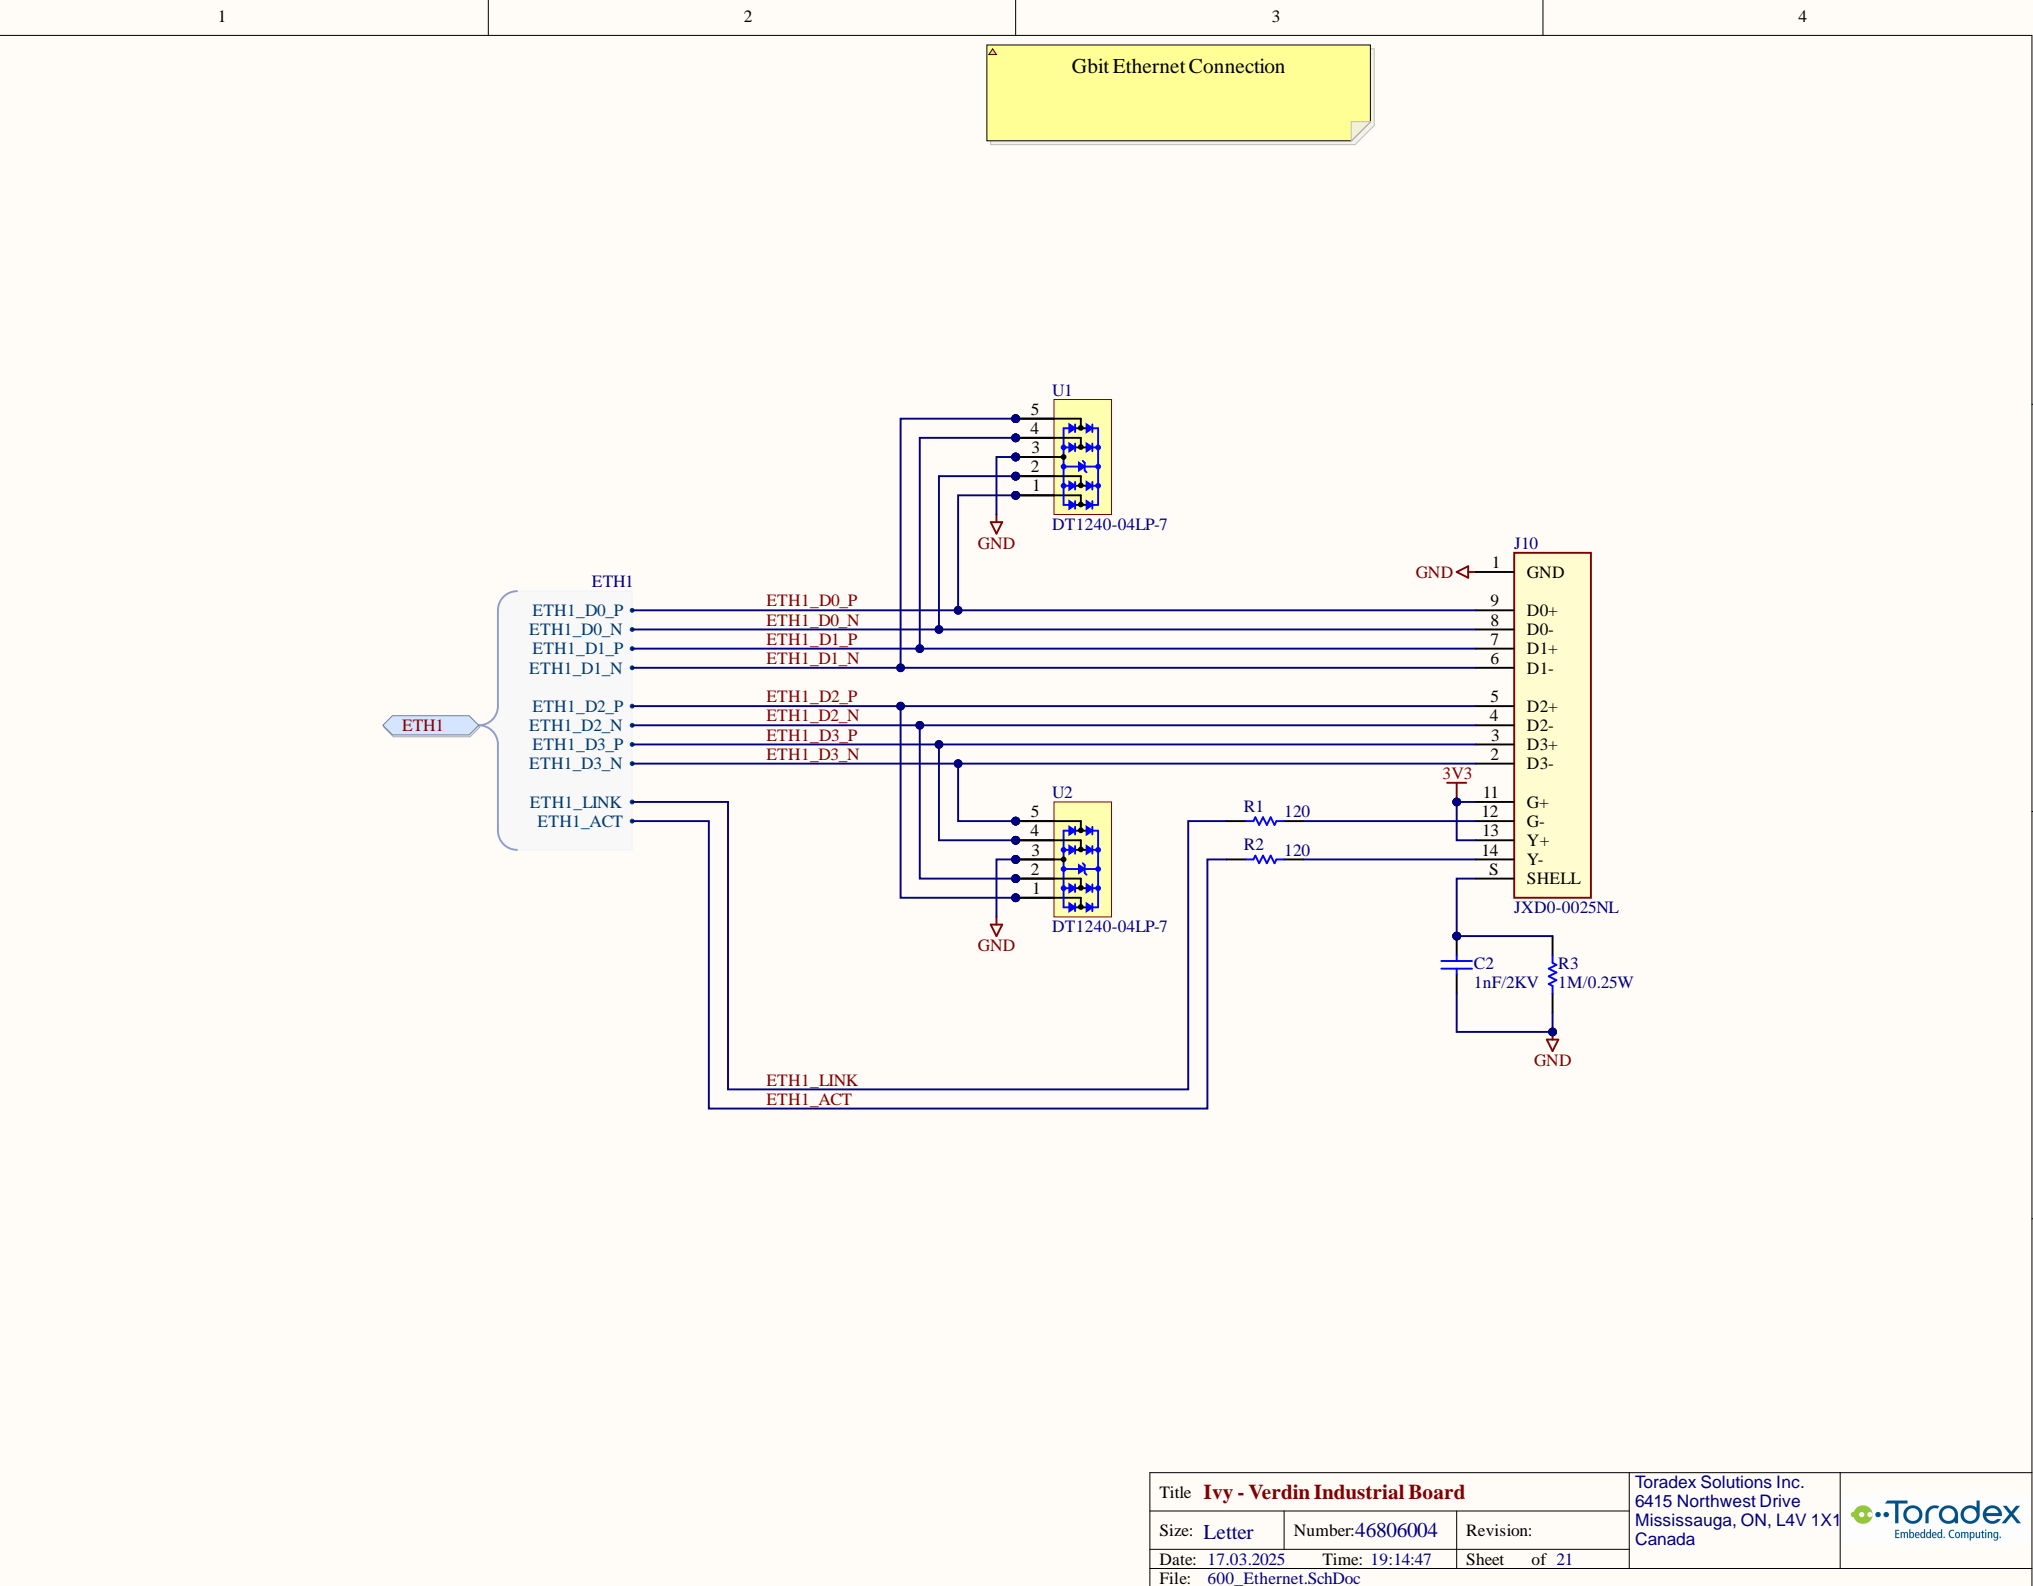 1 2 3 4
Gbit Ethernet Connection
U1
5
4
3
2
1
DT1240-04LP-7
GND
J10
GND 1 GND
ETH1
ETH1_D0_P ETH1_D0_P 9 D0+
ETH1_D0_N ETH1_D0_N 8 D0-
ETH1_D1_P ETH1_D1_P 7 D1+
ETH1_D1_N ETH1_D1_N 6 D1-
ETH1_D2_P ETH1_D2_P 5 D2+
ETH1 ETH1_D2_N ETH1_D2_N 4 D2-
ETH1_D3_P ETH1_D3_P 3 D3+
ETH1_D3_N ETH1_D3_N 2 D3-
3V3
ETH1_LINK 11 G+
ETH1_ACT R1 120 12 G-
13 Y+
R2 120 14 Y-
S SHELL
JXD0-0025NL
U2
5
4
3
2
1
DT1240-04LP-7
GND
C2
1nF/2KV
R3
1M/0.25W
GND
ETH1_LINK
ETH1_ACT
Title Ivy - Verdin Industrial Board
Size: Letter Number:46806004 Revision:
Date: 17.03.2025 Time: 19:14:47 Sheet of 21
File: 600_Ethernet.SchDoc
Toradex Solutions Inc.
6415 Northwest Drive
Mississauga, ON, L4V 1X1
Canada
Toradex
Embedded. Computing.